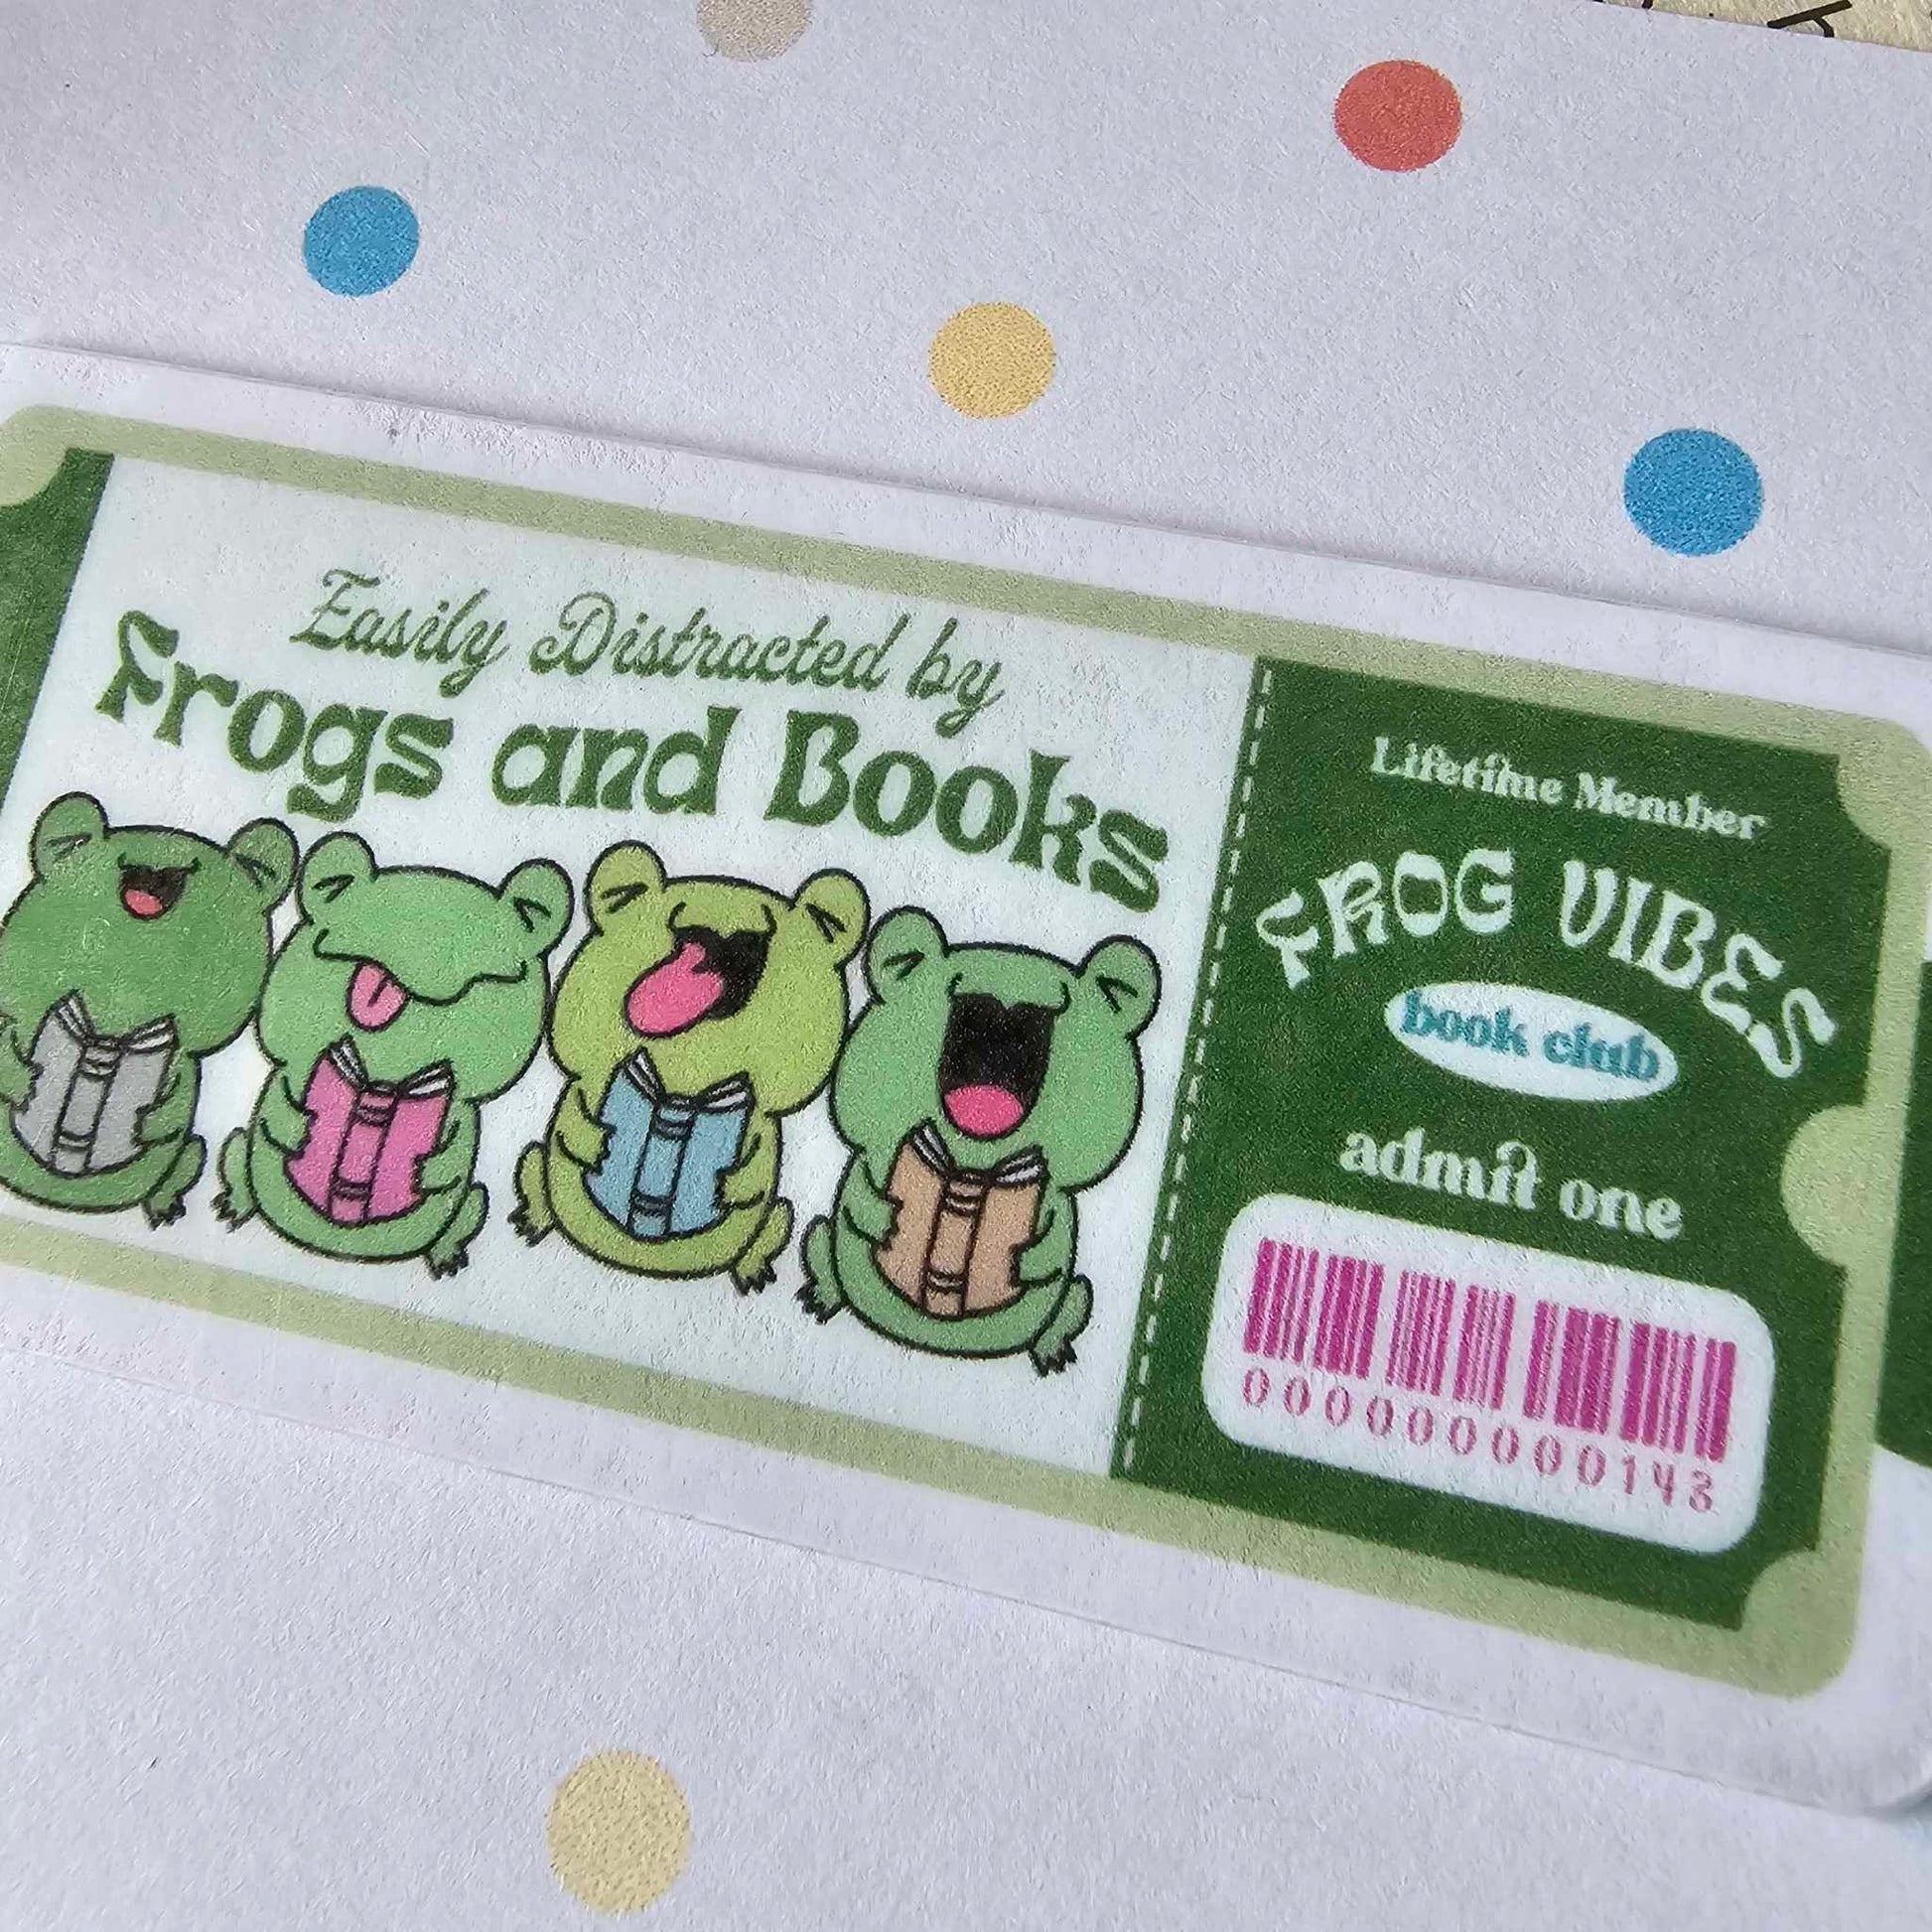 Easily Distracted by
Frogs and Books
Lifetime Member
FROG VIBES
book club
admit one
000000000143